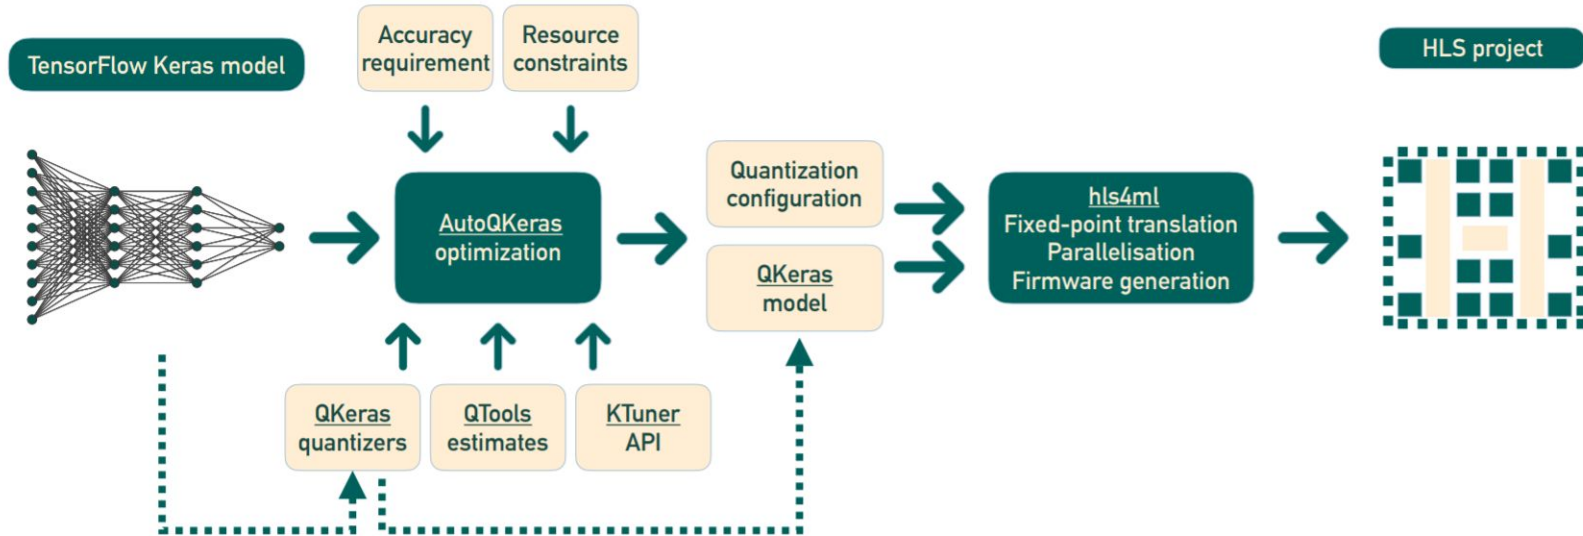 TensorFlow Keras model
Accuracy
requirement
Resource
constraints
HLS project
AutoQKeras
optimization
Quantization
configuration
QKeras
model
hls4ml
Fixed-point translation
Parallelisation
Firmware generation
QKeras
quantizers
QTools
estimates
KTuner
API